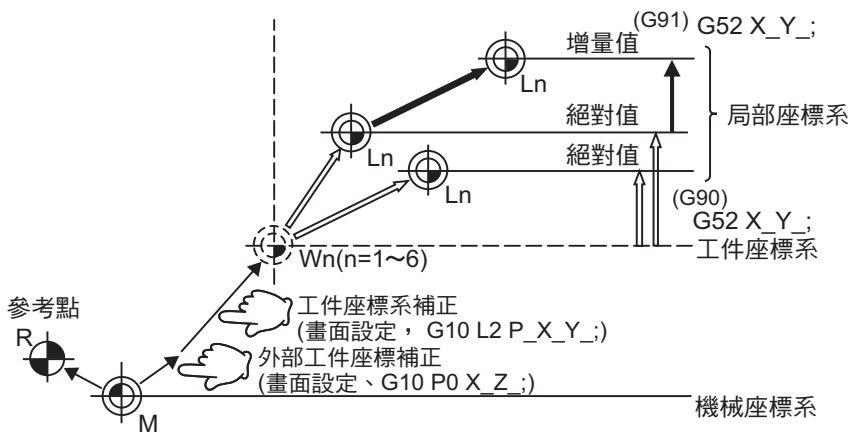 (G91) G52 X_Y_;
增量值
Ln
絕對值
局部座標系
Ln
絕對值
Ln
(G90)
G52 X_Y_;
工件座標系
Wn(n=1～6)
參考點
R
工件座標系補正
(畫面設定， G10 L2 P_X_Y_;)
外部工件座標補正
(畫面設定、G10 P0 X_Z_;)
機械座標系
M